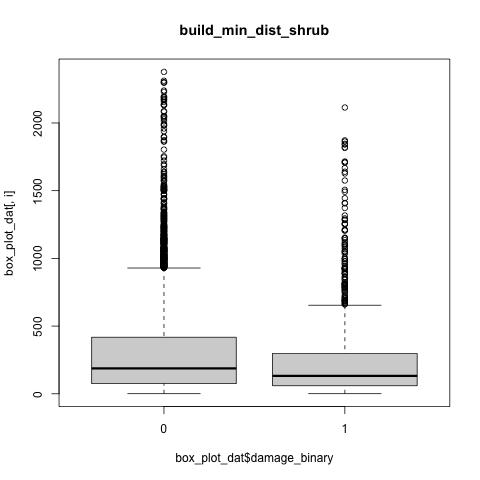 build_min_dist_shrub
box_plot_dat[, i]
2000
1500
1000
500
0
0 1
box_plot_dat$damage_binary